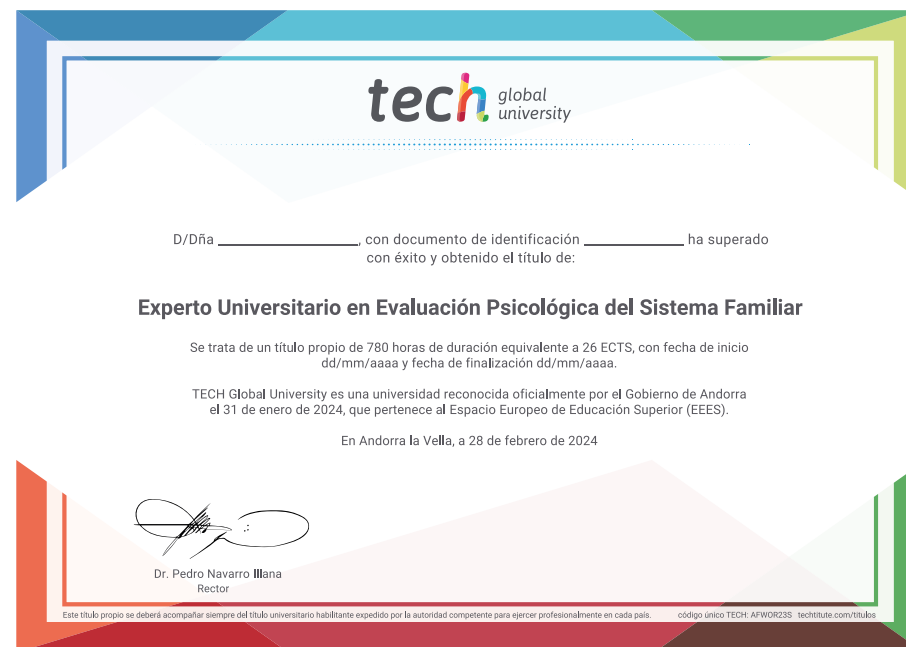 tech global university
D/Dña ____________________, con documento de identificación ______________ ha superado
con éxito y obtenido el título de:
Experto Universitario en Evaluación Psicológica del Sistema Familiar
Se trata de un título propio de 780 horas de duración equivalente a 26 ECTS, con fecha de inicio
dd/mm/aaaa y fecha de finalización dd/mm/aaaa.
TECH Global University es una universidad reconocida oficialmente por el Gobierno de Andorra
el 31 de enero de 2024, que pertenece al Espacio Europeo de Educación Superior (EEES).
En Andorra la Vella, a 28 de febrero de 2024
Dr. Pedro Navarro Illana
Rector
Este título propio se deberá acompañar siempre del título universitario habilitante expedido por la autoridad competente para ejercer profesionalmente en cada país. código único TECH: AFWOR23S techtitute.com/titulos